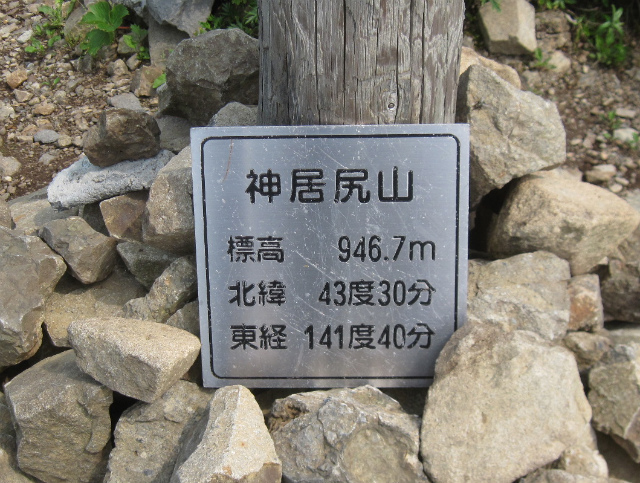 神居尻山
標高 946.7m
北緯 43度30分
東経 141度40分